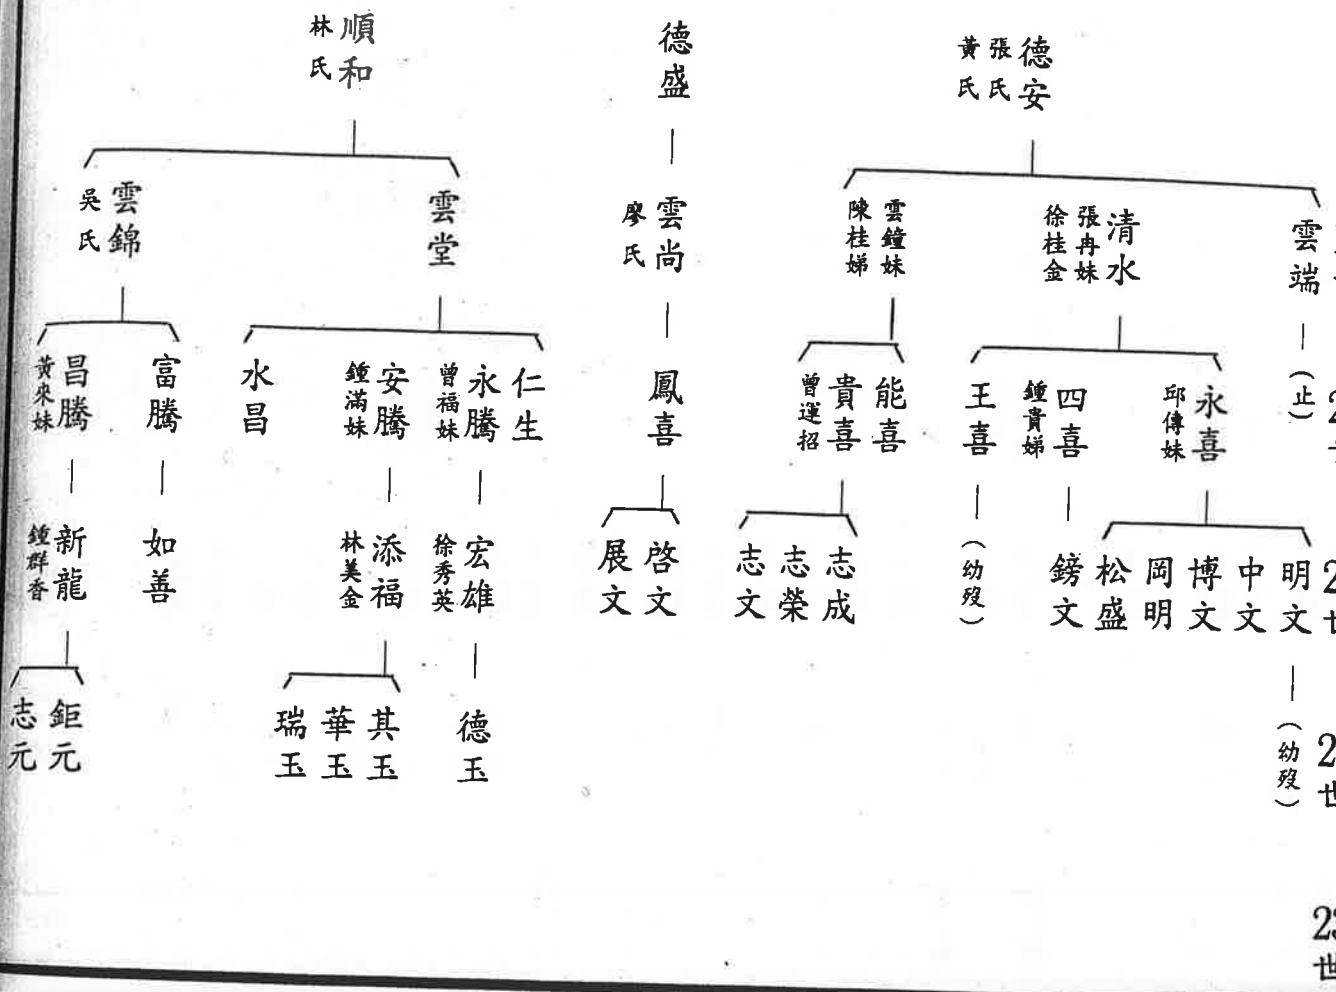 德安
張氏
黃氏
德盛
順和
林氏
雲端
清水
張冉妹
徐桂金
雲鐘妹
陳桂娣
雲尚
廖氏
雲堂
雲錦
吳氏
(止)
永喜
邱傳妹
四喜
鍾貴娣
王喜
能喜
貴喜
曾運招
鳳喜
仁生
永騰
曾福妹
安騰
鍾滿妹
水昌
富騰
昌騰
黃來妹
明文
中文
博文
岡明
松盛
鎊文
(幼歿)
志成
志榮
志文
啓文
展文
宏雄
徐秀英
添福
林美金
如善
新龍
鍾群香
(幼歿)
德玉
其玉
華玉
瑞玉
鉅元
志元
世